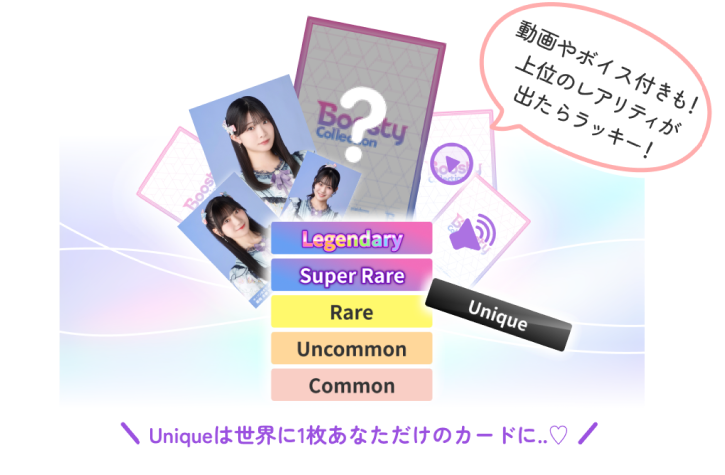 動画やボイス付きも!
上位のレアリティが
出たらラッキー!
Boosty
Collection
Legendary
Super Rare
Rare
Unique
Uncommon
Common
Uniqueは世界に1枚あなただけのカードに..♡